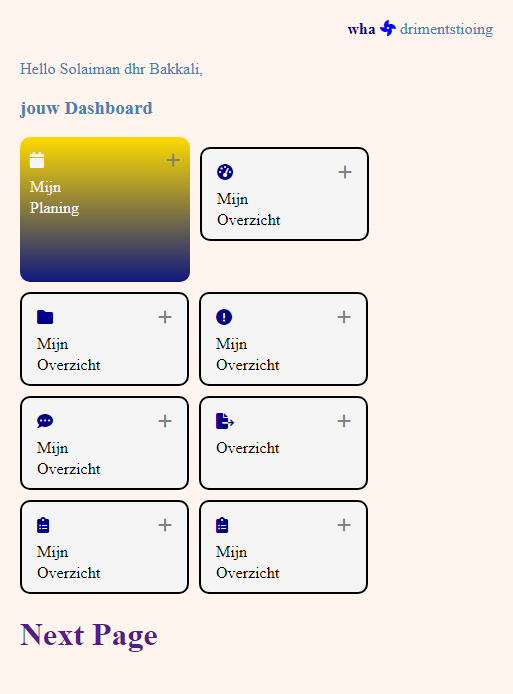 wha drimentstioing
Hello Solaiman dhr Bakkali,
jouw Dashboard
Mijn
Planing
Mijn
Overzicht
Mijn
Overzicht
Mijn
Overzicht
Mijn
Overzicht
Overzicht
Mijn
Overzicht
Mijn
Overzicht
Next Page